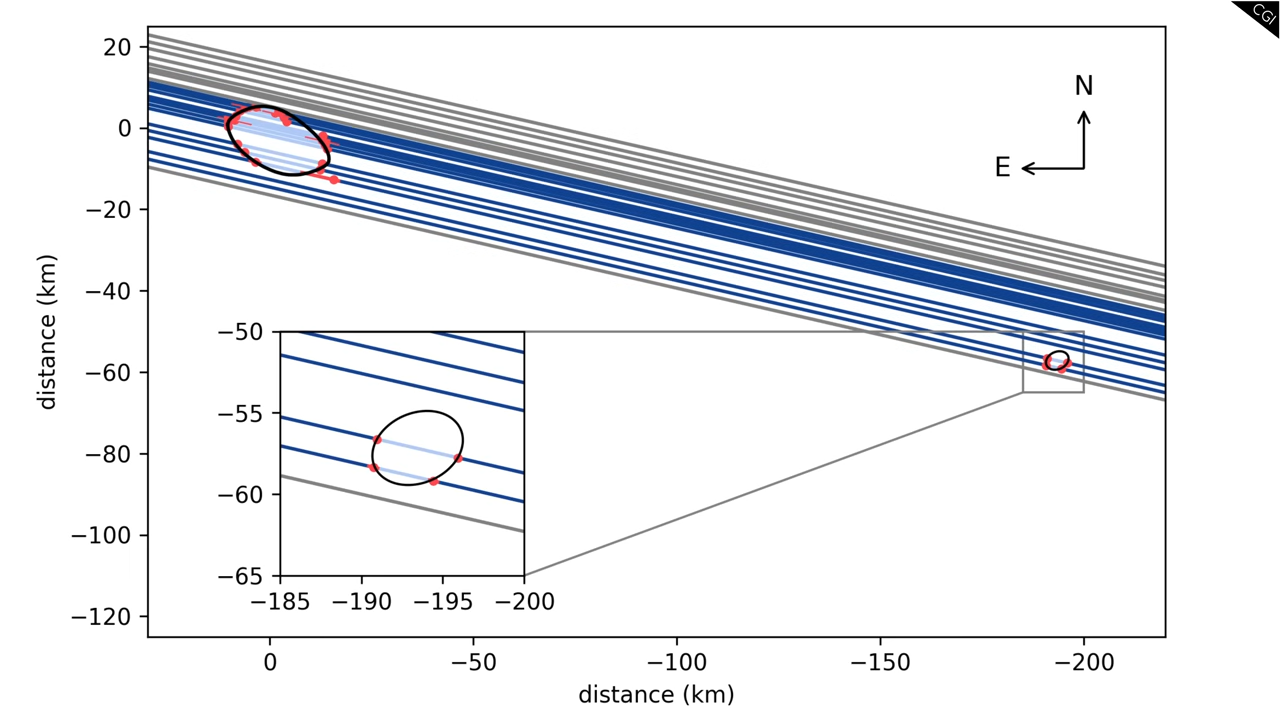 CGI
20
0
−20
−40
−60
−80
−100
−120
distance (km)
N
E
−50
−55
−60
−65
−185 −190 −195 −200
0 −50 −100 −150 −200
distance (km)